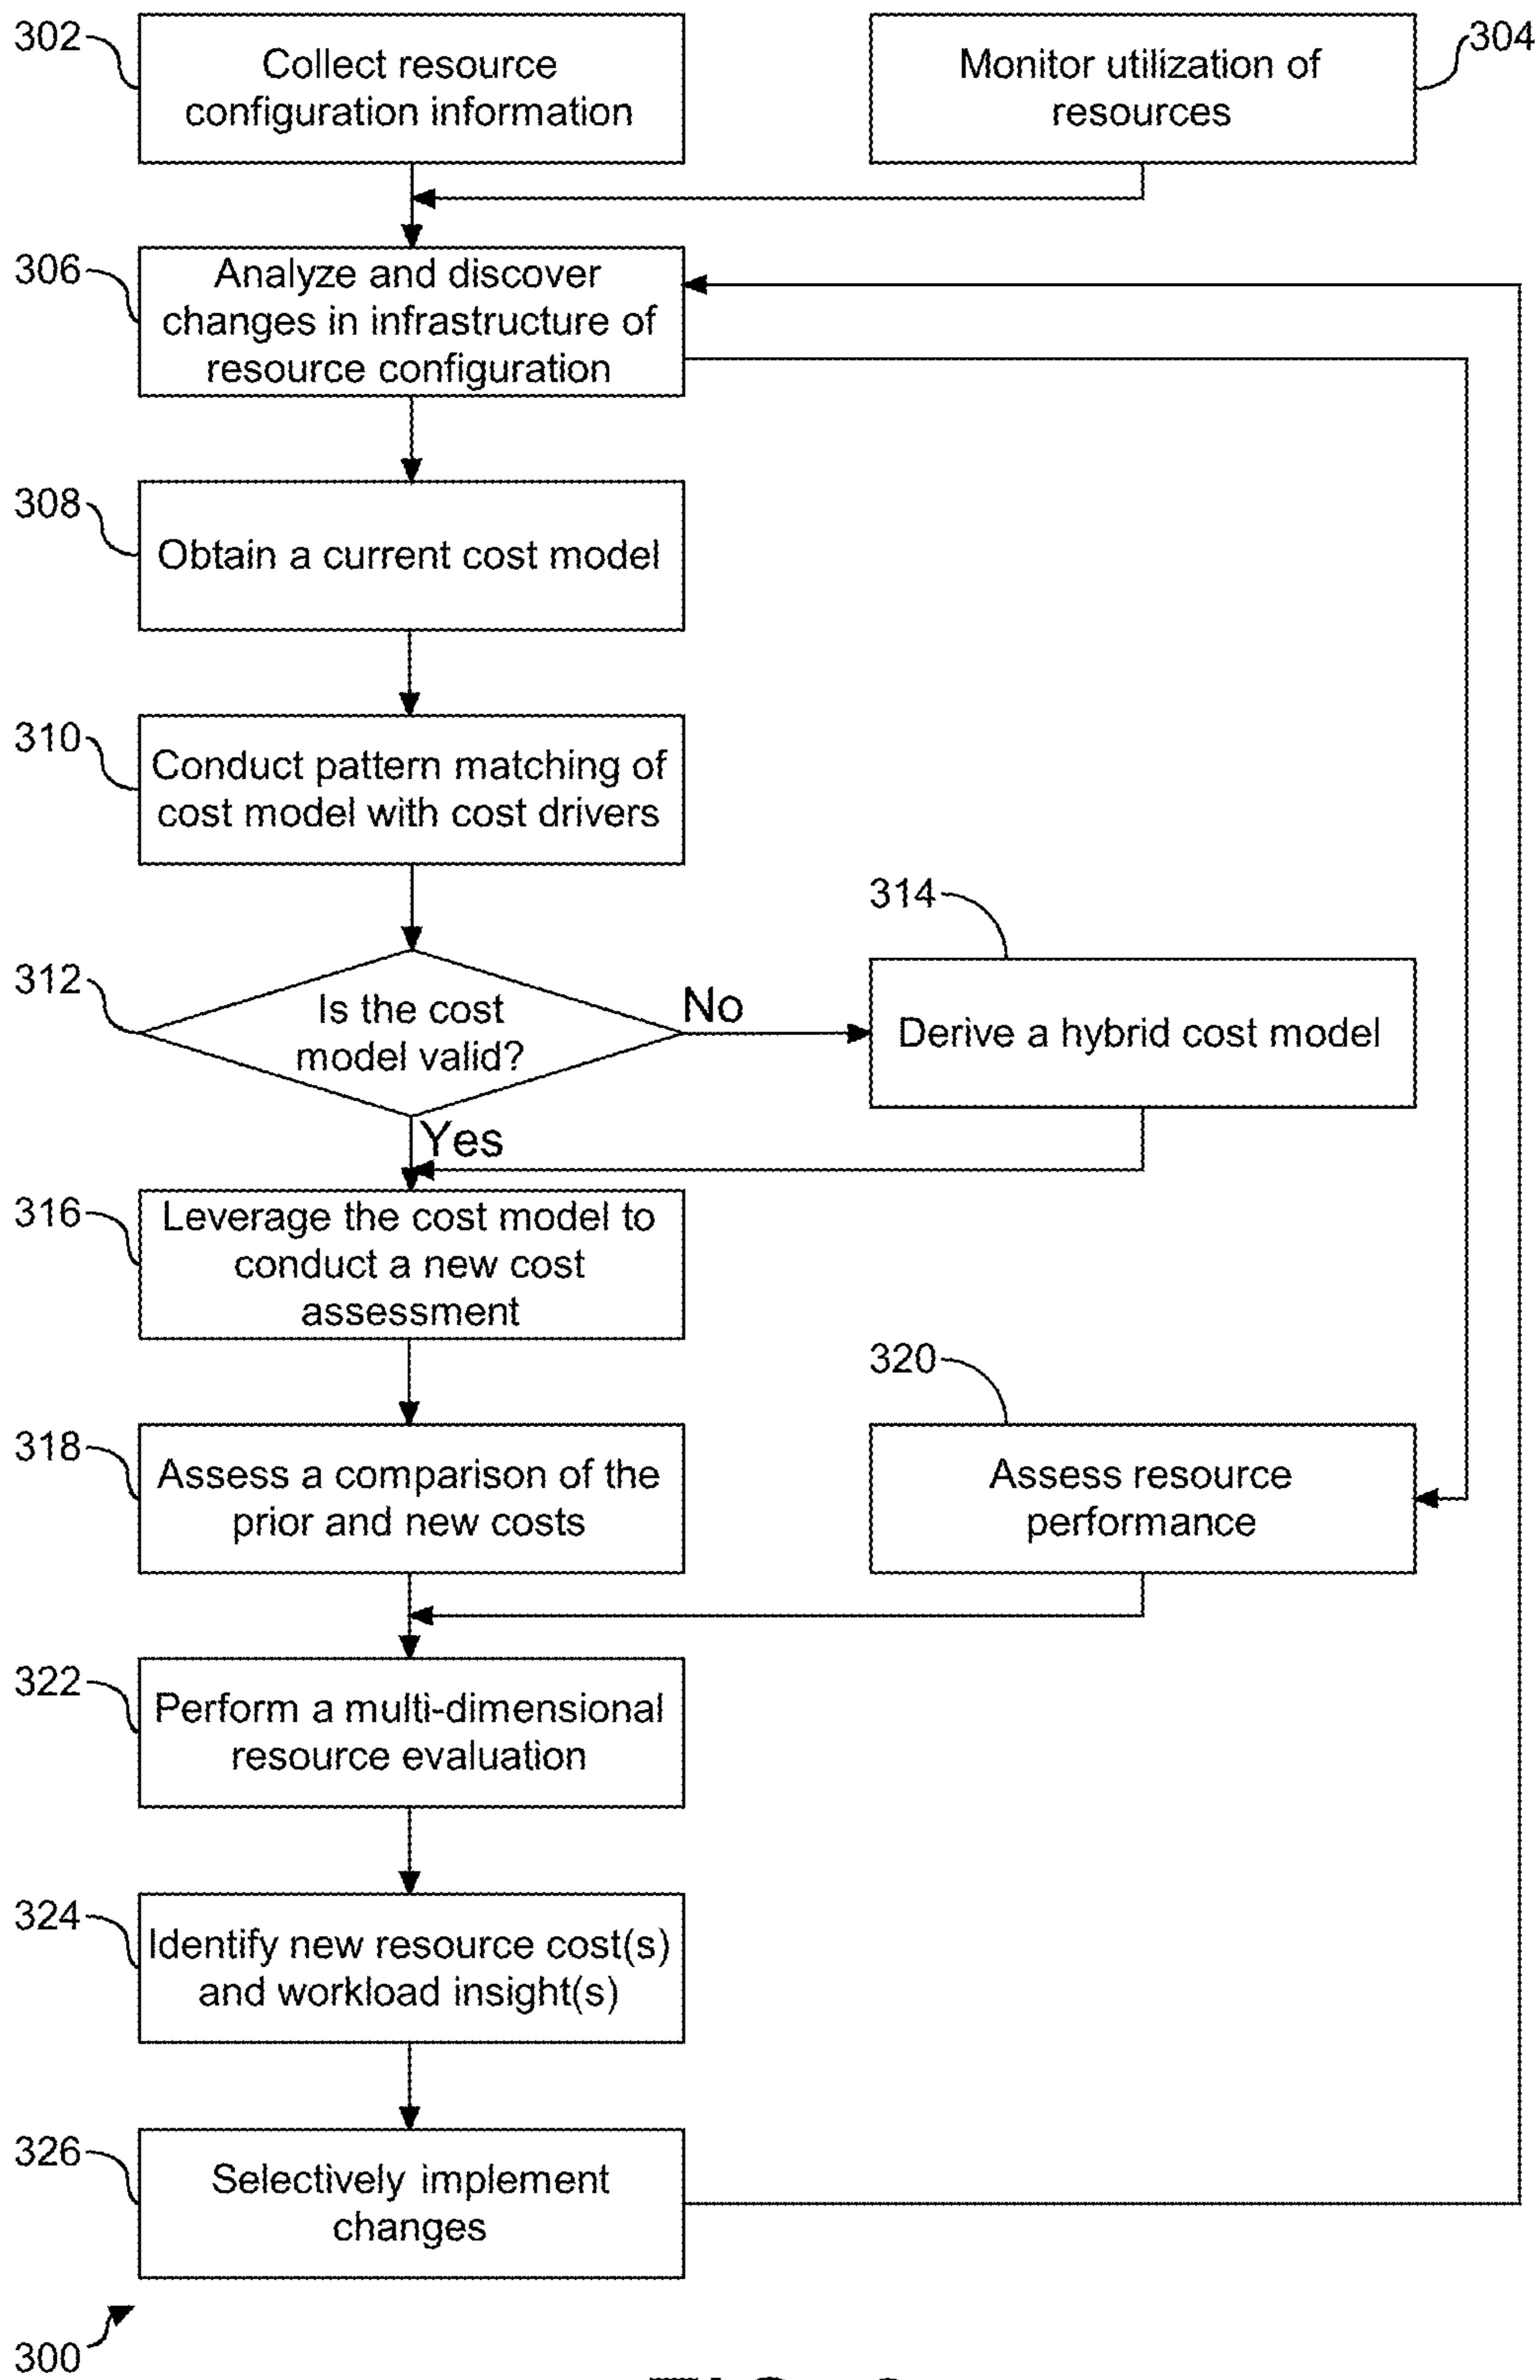 302
Collect resource
configuration information
Monitor utilization of
resources
304
306
Analyze and discover
changes in infrastructure of
resource configuration
308
Obtain a current cost model
310
Conduct pattern matching of
cost model with cost drivers
312
Is the cost
model valid?
No
314
Derive a hybrid cost model
Yes
316
Leverage the cost model to
conduct a new cost
assessment
318
Assess a comparison of the
prior and new costs
320
Assess resource
performance
322
Perform a multi-dimensional
resource evaluation
324
Identify new resource cost(s)
and workload insight(s)
326
Selectively implement
changes
300